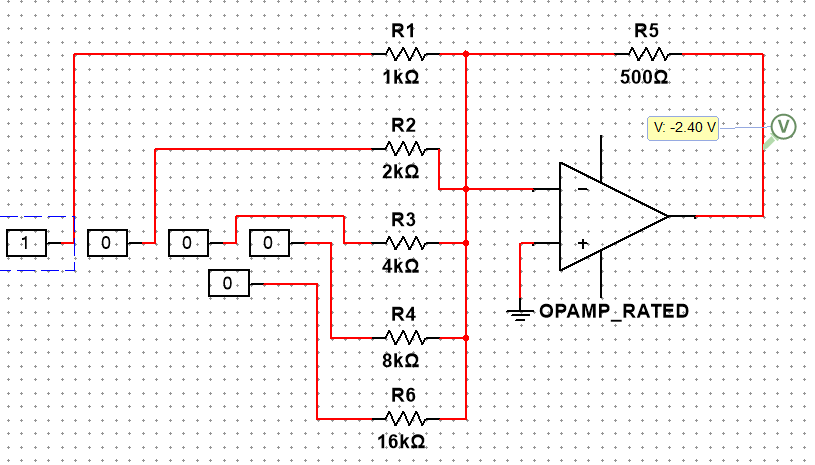 R1
1kΩ
R5
500Ω
V: -2.40 V
V
R2
2kΩ
R3
4kΩ
1
0
0
0
0
−
+
OPAMP_RATED
R4
8kΩ
R6
16kΩ